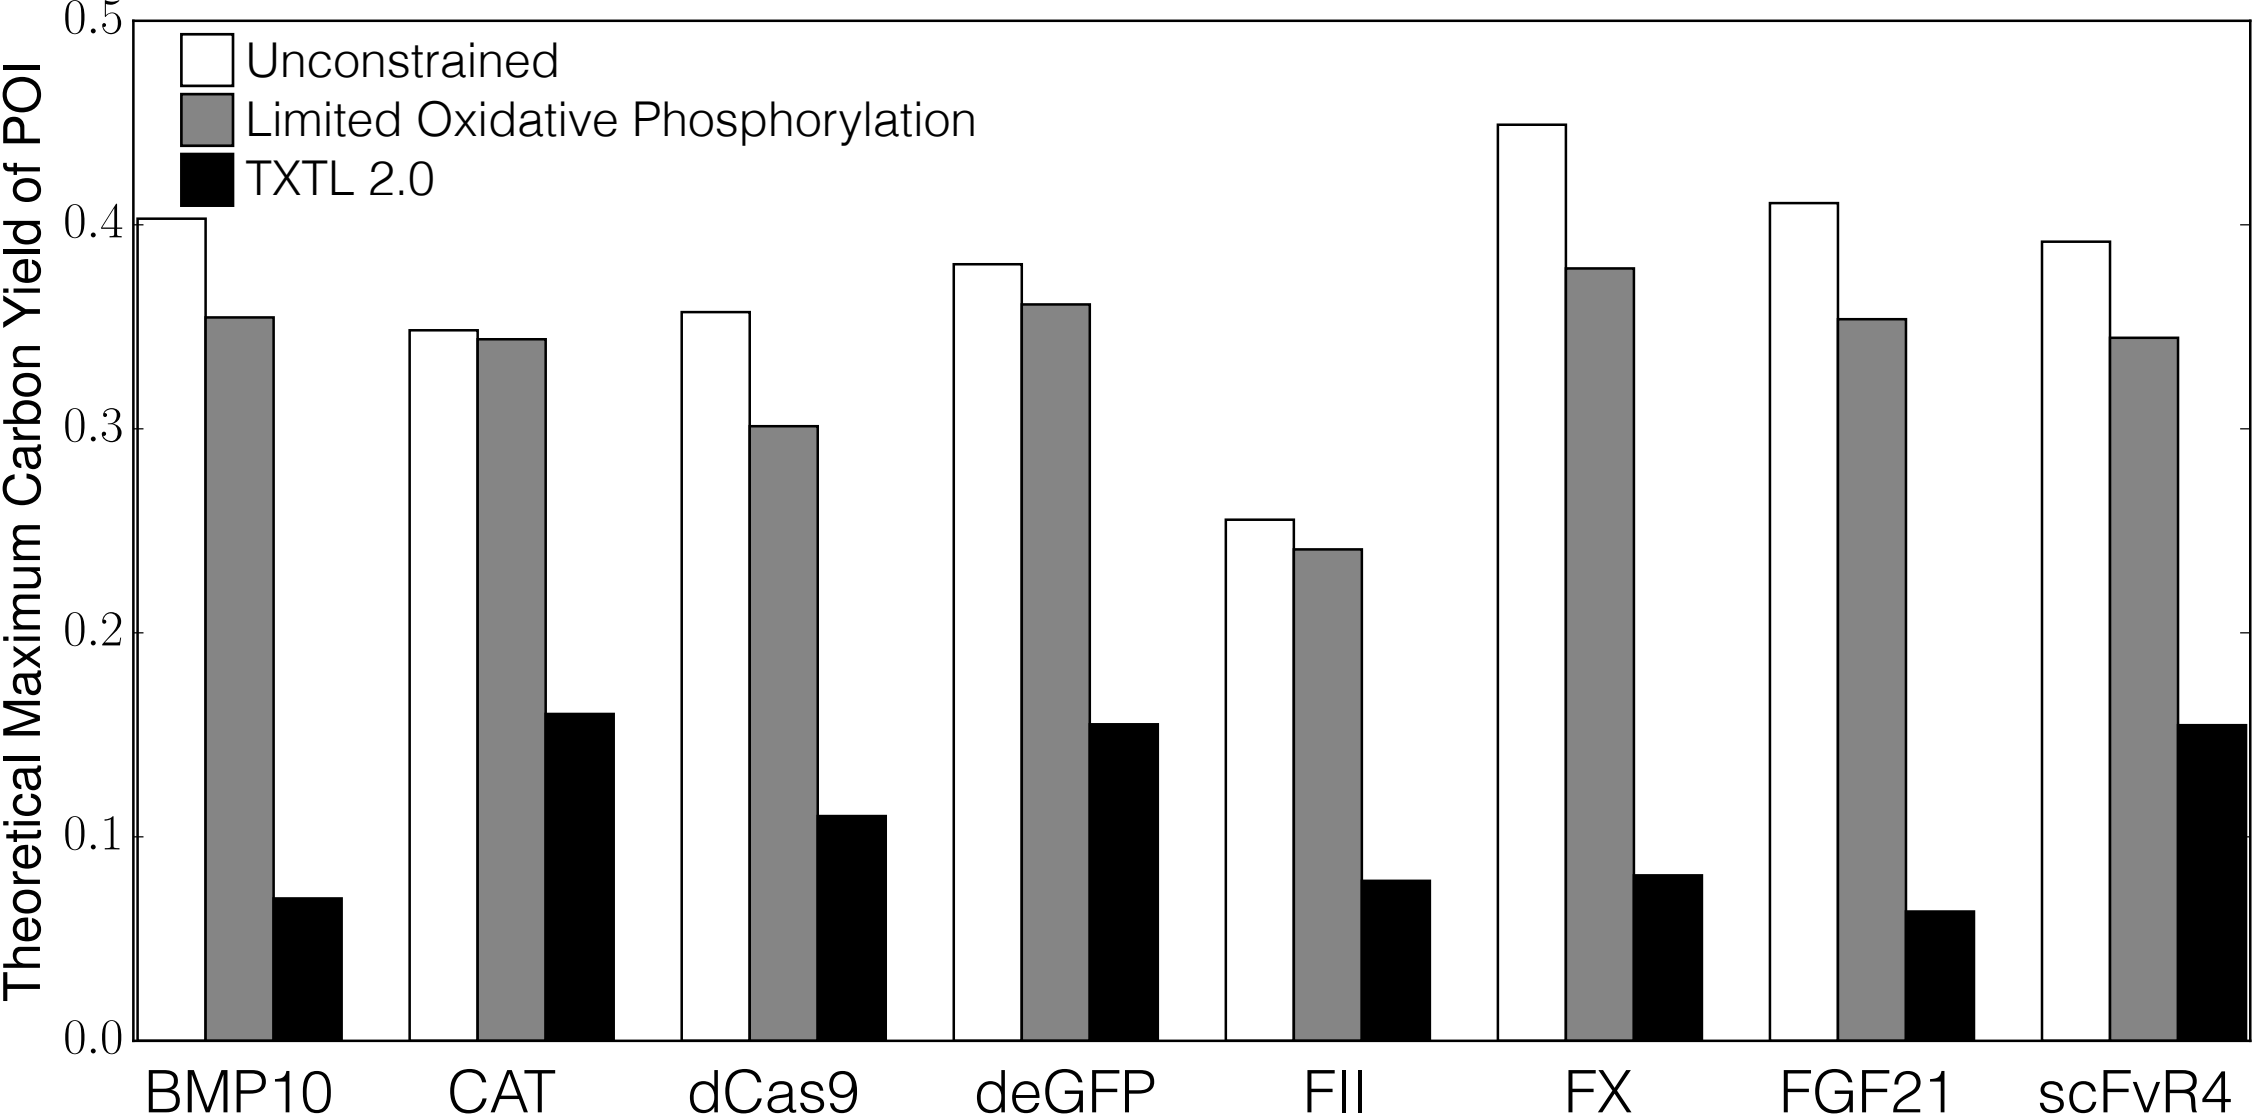 Theoretical Maximum Carbon Yield of POI
0.5
0.4
0.3
0.2
0.1
0.0
Unconstrained
Limited Oxidative Phosphorylation
TXTL 2.0
BMP10 CAT dCas9 deGFP FII FX FGF21 scFvR4